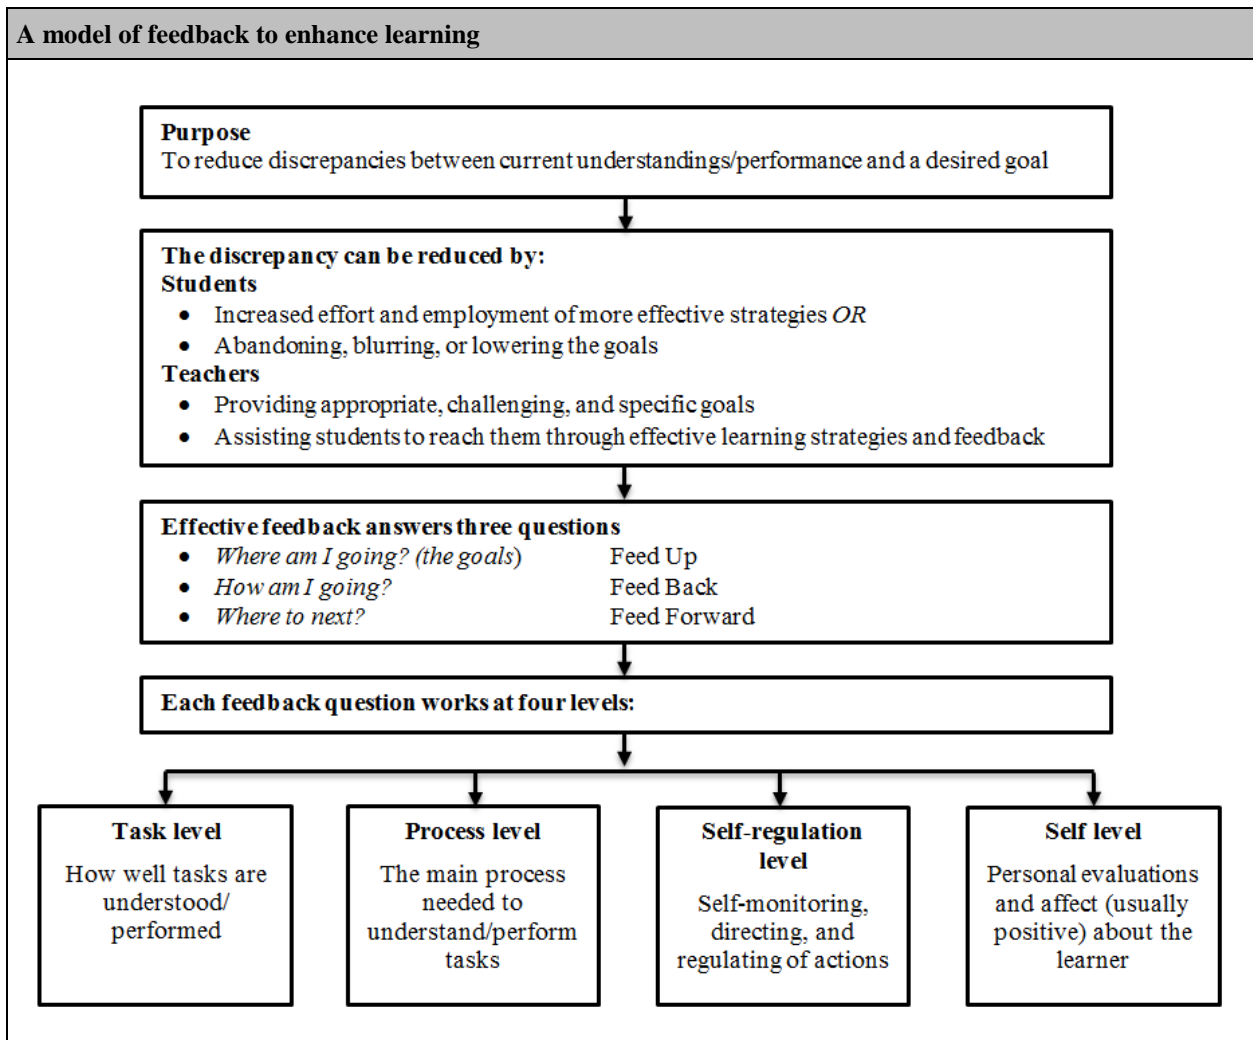 A model of feedback to enhance learning
Purpose
To reduce discrepancies between current understandings/performance and a desired goal
The discrepancy can be reduced by:
Students
• Increased effort and employment of more effective strategies OR
• Abandoning, blurring, or lowering the goals
Teachers
• Providing appropriate, challenging, and specific goals
• Assisting students to reach them through effective learning strategies and feedback
Effective feedback answers three questions
• Where am I going? (the goals) Feed Up
• How am I going? Feed Back
• Where to next? Feed Forward
Each feedback question works at four levels:
Task level
How well tasks are
understood/
performed
Process level
The main process
needed to
understand/perform
tasks
Self-regulation
level
Self-monitoring,
directing, and
regulating of actions
Self level
Personal evaluations
and affect (usually
positive) about the
learner